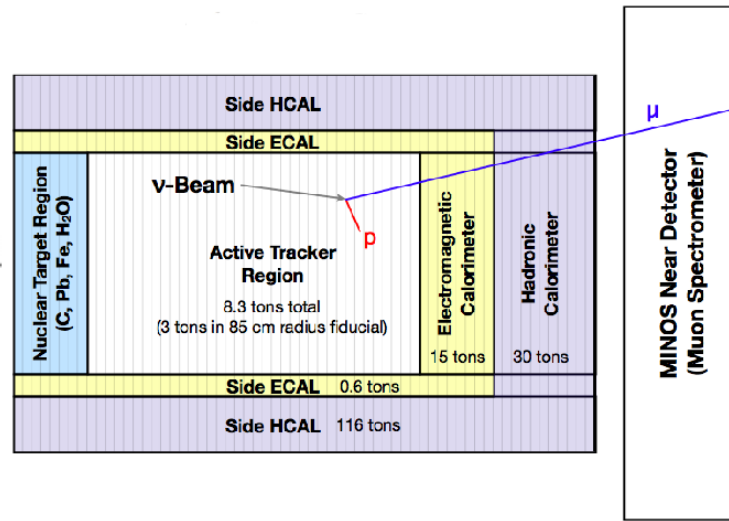 Side HCAL
Side ECAL
Nuclear Target Region
(C, Pb, Fe, H₂O)
ν-Beam
p
Active Tracker
Region
8.3 tons total
(3 tons in 85 cm radius fiducial)
Electromagnetic
Calorimeter
15 tons
Hadronic
Calorimeter
30 tons
Side ECAL 0.6 tons
Side HCAL 116 tons
μ
MINOS Near Detector
(Muon Spectrometer)